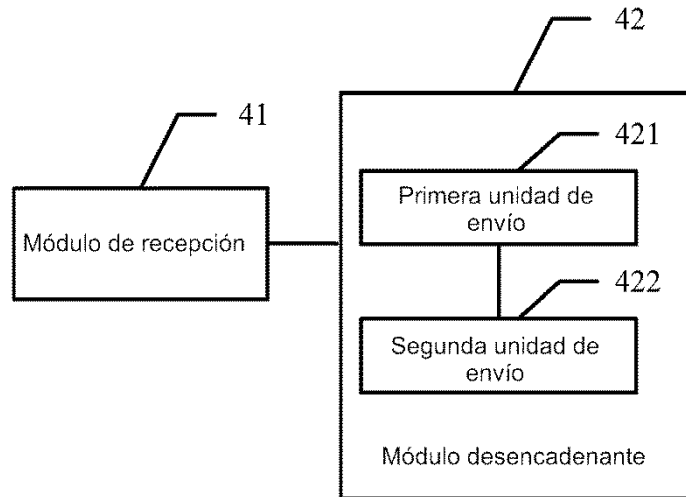 42
41
421
Primera unidad de
envío
Módulo de recepción
422
Segunda unidad de
envío
Módulo desencadenante